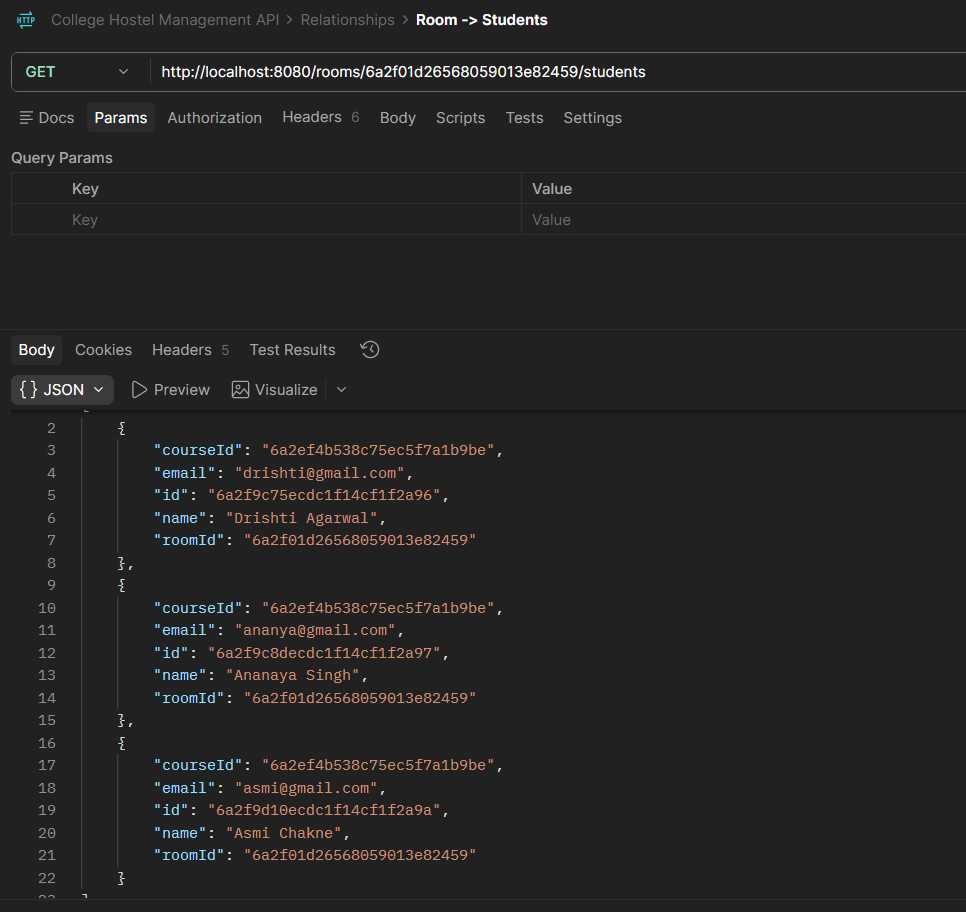 HTTP College Hostel Management API > Relationships > Room -> Students
GET http://localhost:8080/rooms/6a2f01d26568059013e82459/students
Docs Params Authorization Headers 6 Body Scripts Tests Settings
Query Params
Key Value
Key Value
Body Cookies Headers 5 Test Results
{} JSON Preview Visualize
2 {
3 "courseId": "6a2ef4b538c75ec5f7a1b9be",
4 "email": "drishti@gmail.com",
5 "id": "6a2f9c75ecdc1f14cf1f2a96",
6 "name": "Drishti Agarwal",
7 "roomId": "6a2f01d26568059013e82459"
8 },
9 {
10 "courseId": "6a2ef4b538c75ec5f7a1b9be",
11 "email": "ananya@gmail.com",
12 "id": "6a2f9c8decdc1f14cf1f2a97",
13 "name": "Ananaya Singh",
14 "roomId": "6a2f01d26568059013e82459"
15 },
16 {
17 "courseId": "6a2ef4b538c75ec5f7a1b9be",
18 "email": "asmi@gmail.com",
19 "id": "6a2f9d10ecdc1f14cf1f2a9a",
20 "name": "Asmi Chakne",
21 "roomId": "6a2f01d26568059013e82459"
22 }